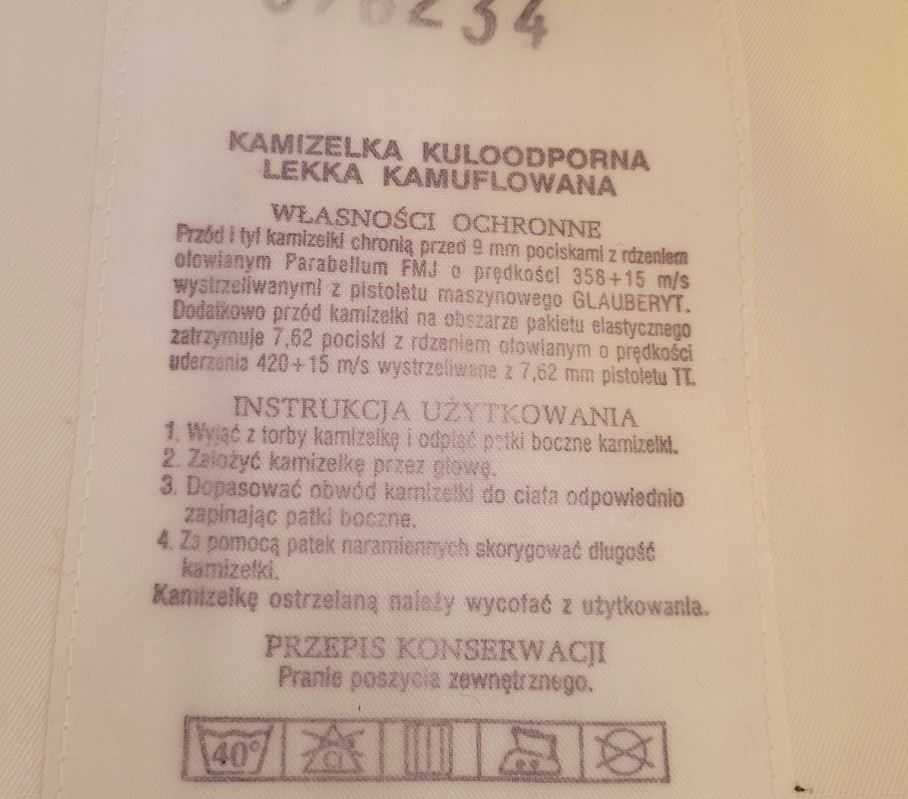 234
KAMIZELKA KULOODPORNA
LEKKA KAMUFLOWANA
WŁASNOŚCI OCHRONNE
Przód i tył kamizelki chronią przed 9 mm pociskami z rdzeniem
ołowianym Parabellum FMJ o prędkości 358+15 m/s
wystrzeliwanymi z pistoletu maszynowego GLAUBERYT.
Dodatkowo przód kamizelki na obszarze pakietu elastycznego
zatrzymuje 7,62 pociski z rdzeniem ołowianym o prędkości
uderzenia 420+15 m/s wystrzeliwane z 7,62 mm pistoletu TT.
INSTRUKCJA UŻYTKOWANIA
1. Wyjąć z torby kamizelkę i odpiąć patki boczne kamizelki.
2. Założyć kamizelkę przez głowę.
3. Dopasować obwód kamizelki do ciała odpowiednio
zapinając patki boczne.
4. Za pomocą patek naramiennych skorygować długość
kamizelki.
Kamizelkę ostrzelaną należy wycofać z użytkowania.
PRZEPIS KONSERWACJI
Pranie poszycia zewnętrznego.
40° Cl